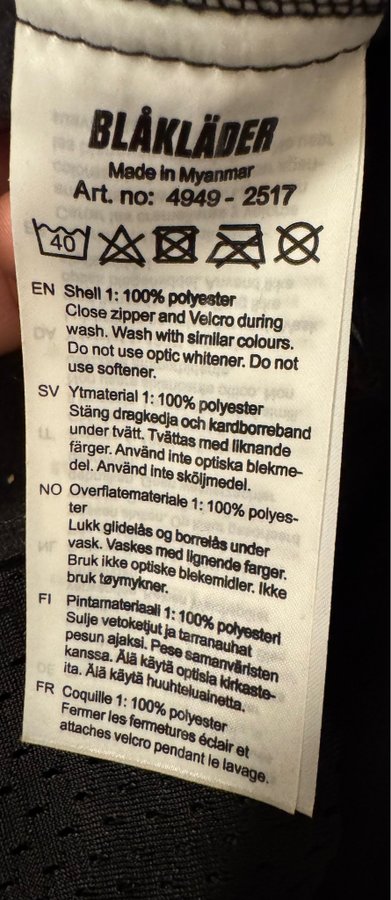 BLÅKLÄDER
Made in Myanmar
Art. no: 4949 - 2517
40
EN Shell 1: 100% polyester
Close zipper and Velcro during
wash. Wash with similar colours.
Do not use optic whitener. Do not
use softener.
SV Ytmaterial 1: 100% polyester
Stäng dragkedja och kardborreband
under tvätt. Tvättas med liknande
färger. Använd inte optiska blekme-
del. Använd inte sköljmedel.
NO Overflatemateriale 1: 100% polyes-
ter
Lukk glidelås og borrelås under
vask. Vaskes med lignende farger.
Bruk ikke optiske blekemidler. Ikke
bruk tøymykner.
FI Pintamateriaali 1: 100% polyesteri
Sulje vetoketjut ja tarranauhat
pesun ajaksi. Pese samanväristen
kanssa. Älä käytä optisia kirkaste-
ita. Älä käytä huuhteluainetta.
FR Coquille 1: 100% polyester
Fermer les fermetures éclair et
attaches velcro pendant le lavage.